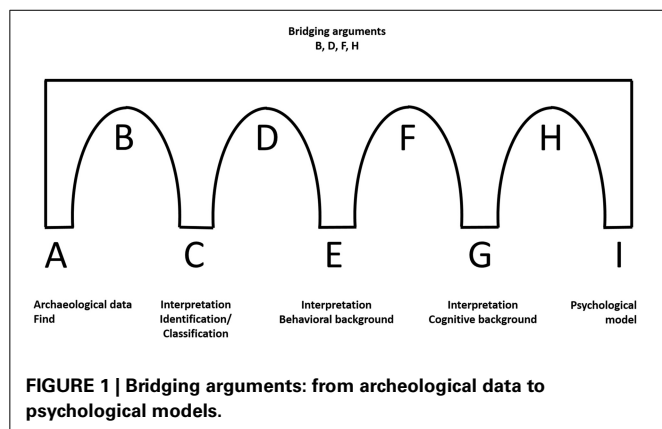 Bridging arguments
B, D, F, H
B D F H
A C E G I
Archaeological data
Find
Interpretation
Identification/
Classification
Interpretation
Behavioral background
Interpretation
Cognitive background
Psychological
model
FIGURE 1 | Bridging arguments: from archeological data to
psychological models.